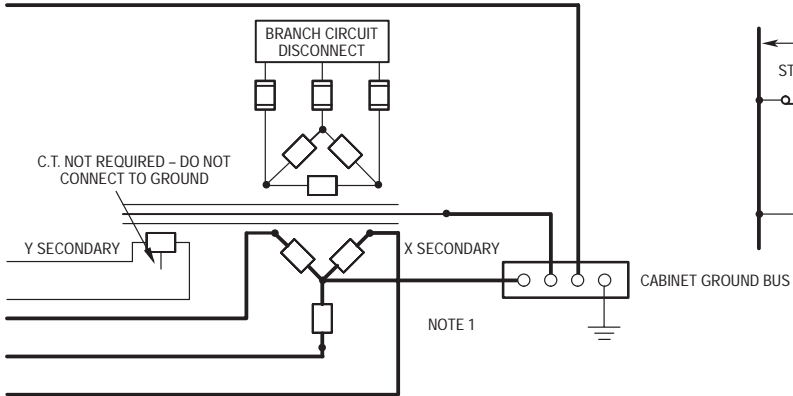 BRANCH CIRCUIT
DISCONNECT
ST
C.T. NOT REQUIRED – DO NOT
CONNECT TO GROUND
Y SECONDARY
X SECONDARY
CABINET GROUND BUS
NOTE 1